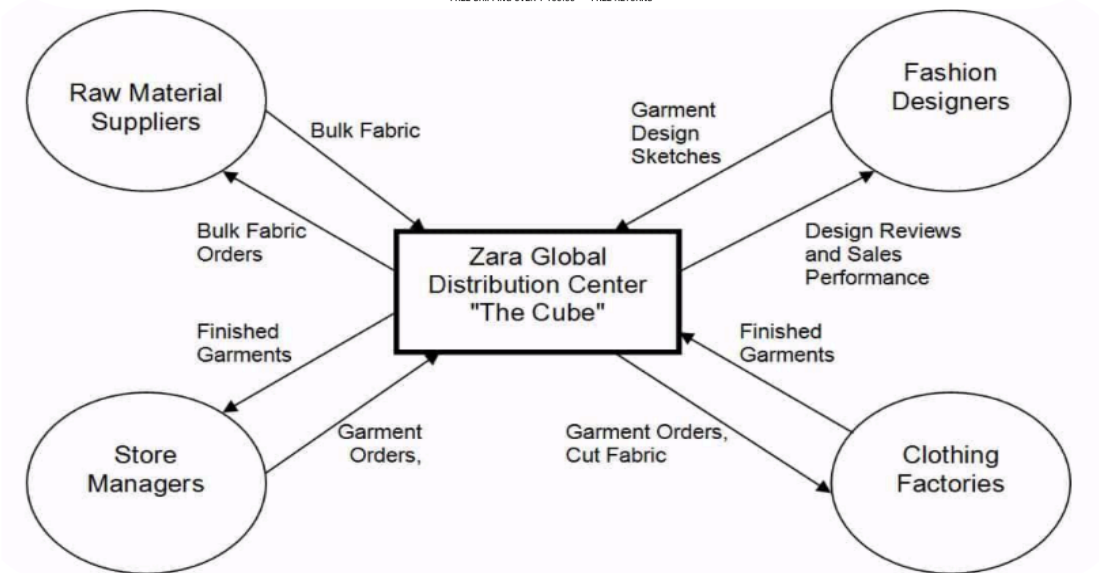 Raw Material
Suppliers
Fashion
Designers
Bulk Fabric
Garment
Design
Sketches
Bulk Fabric
Orders
Zara Global
Distribution Center
"The Cube"
Design Reviews
and Sales
Performance
Finished
Garments
Finished
Garments
Store
Managers
Garment
Orders,
Garment Orders,
Cut Fabric
Clothing
Factories